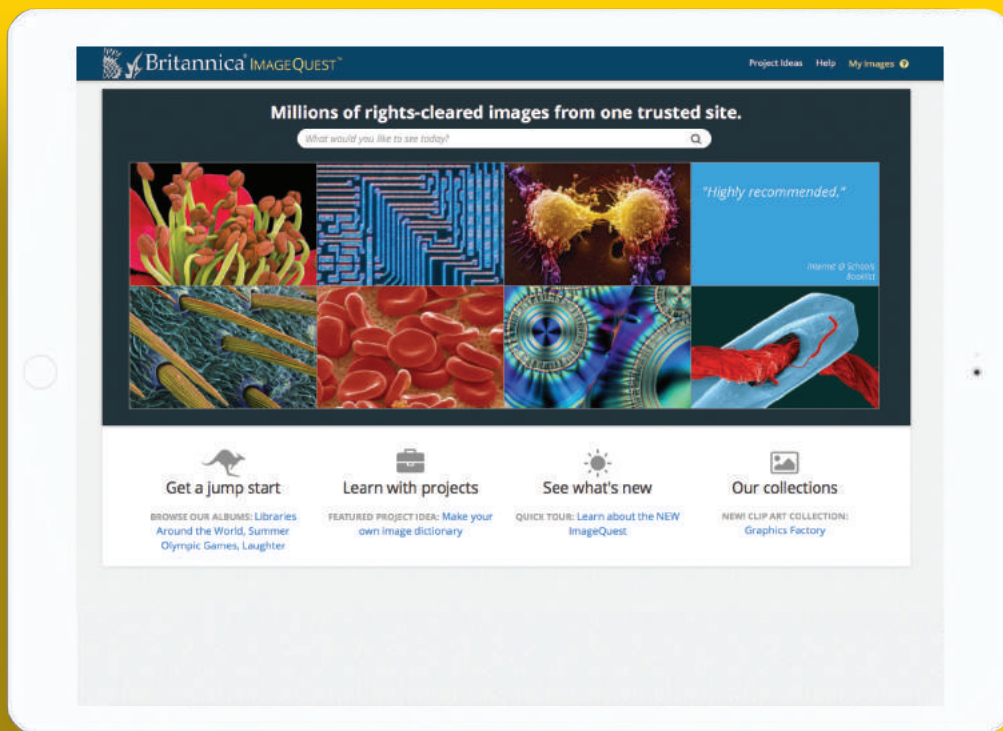 Britannica® IMAGEQUEST™
Project Ideas Help My Images ?
Millions of rights-cleared images from one trusted site.
What would you like to see today?
"Highly recommended."
Internet @ Schools
Booklist
Get a jump start
BROWSE OUR ALBUMS: Libraries
Around the World, Summer
Olympic Games, Laughter
Learn with projects
FEATURED PROJECT IDEA: Make your
own image dictionary
See what's new
QUICK TOUR: Learn about the NEW
ImageQuest
Our collections
NEW! CLIP ART COLLECTION:
Graphics Factory